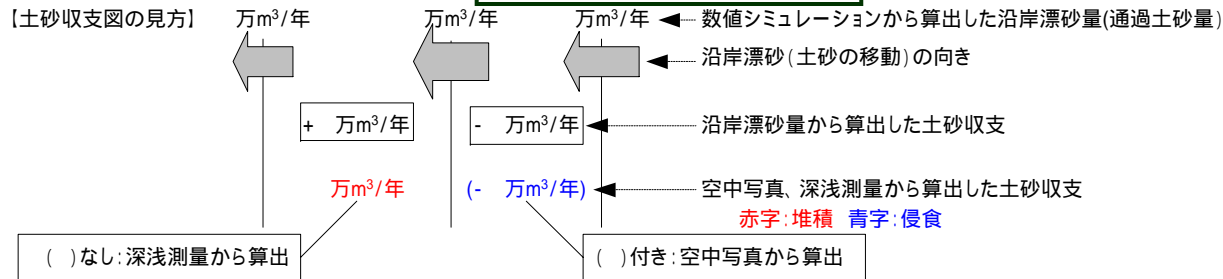 【土砂収支図の見方】 万m³/年 万m³/年 万m³/年 数値シミュレーションから算出した沿岸漂砂量(通過土砂量)
沿岸漂砂(土砂の移動)の向き
+ 万m³/年 - 万m³/年 沿岸漂砂量から算出した土砂収支
万m³/年 (- 万m³/年) 空中写真、深浅測量から算出した土砂収支
赤字:堆積 青字:侵食
( )なし:深浅測量から算出 ( )付き:空中写真から算出